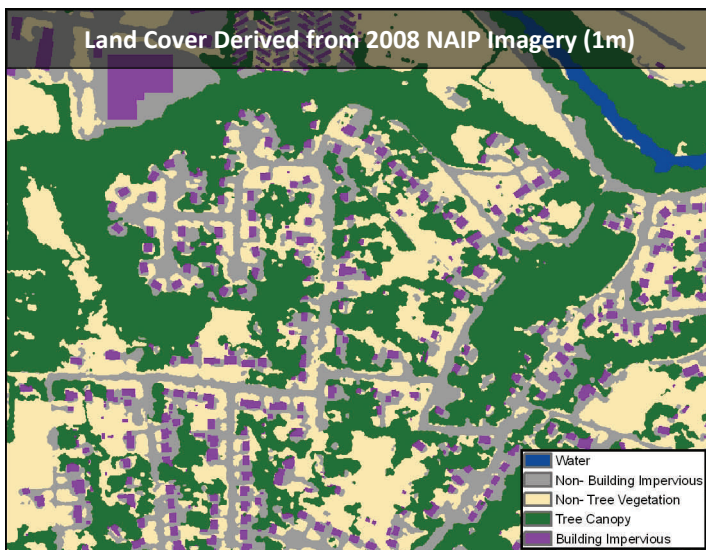 Land Cover Derived from 2008 NAIP Imagery (1m)
Water
Non- Building Impervious
Non- Tree Vegetation
Tree Canopy
Building Impervious